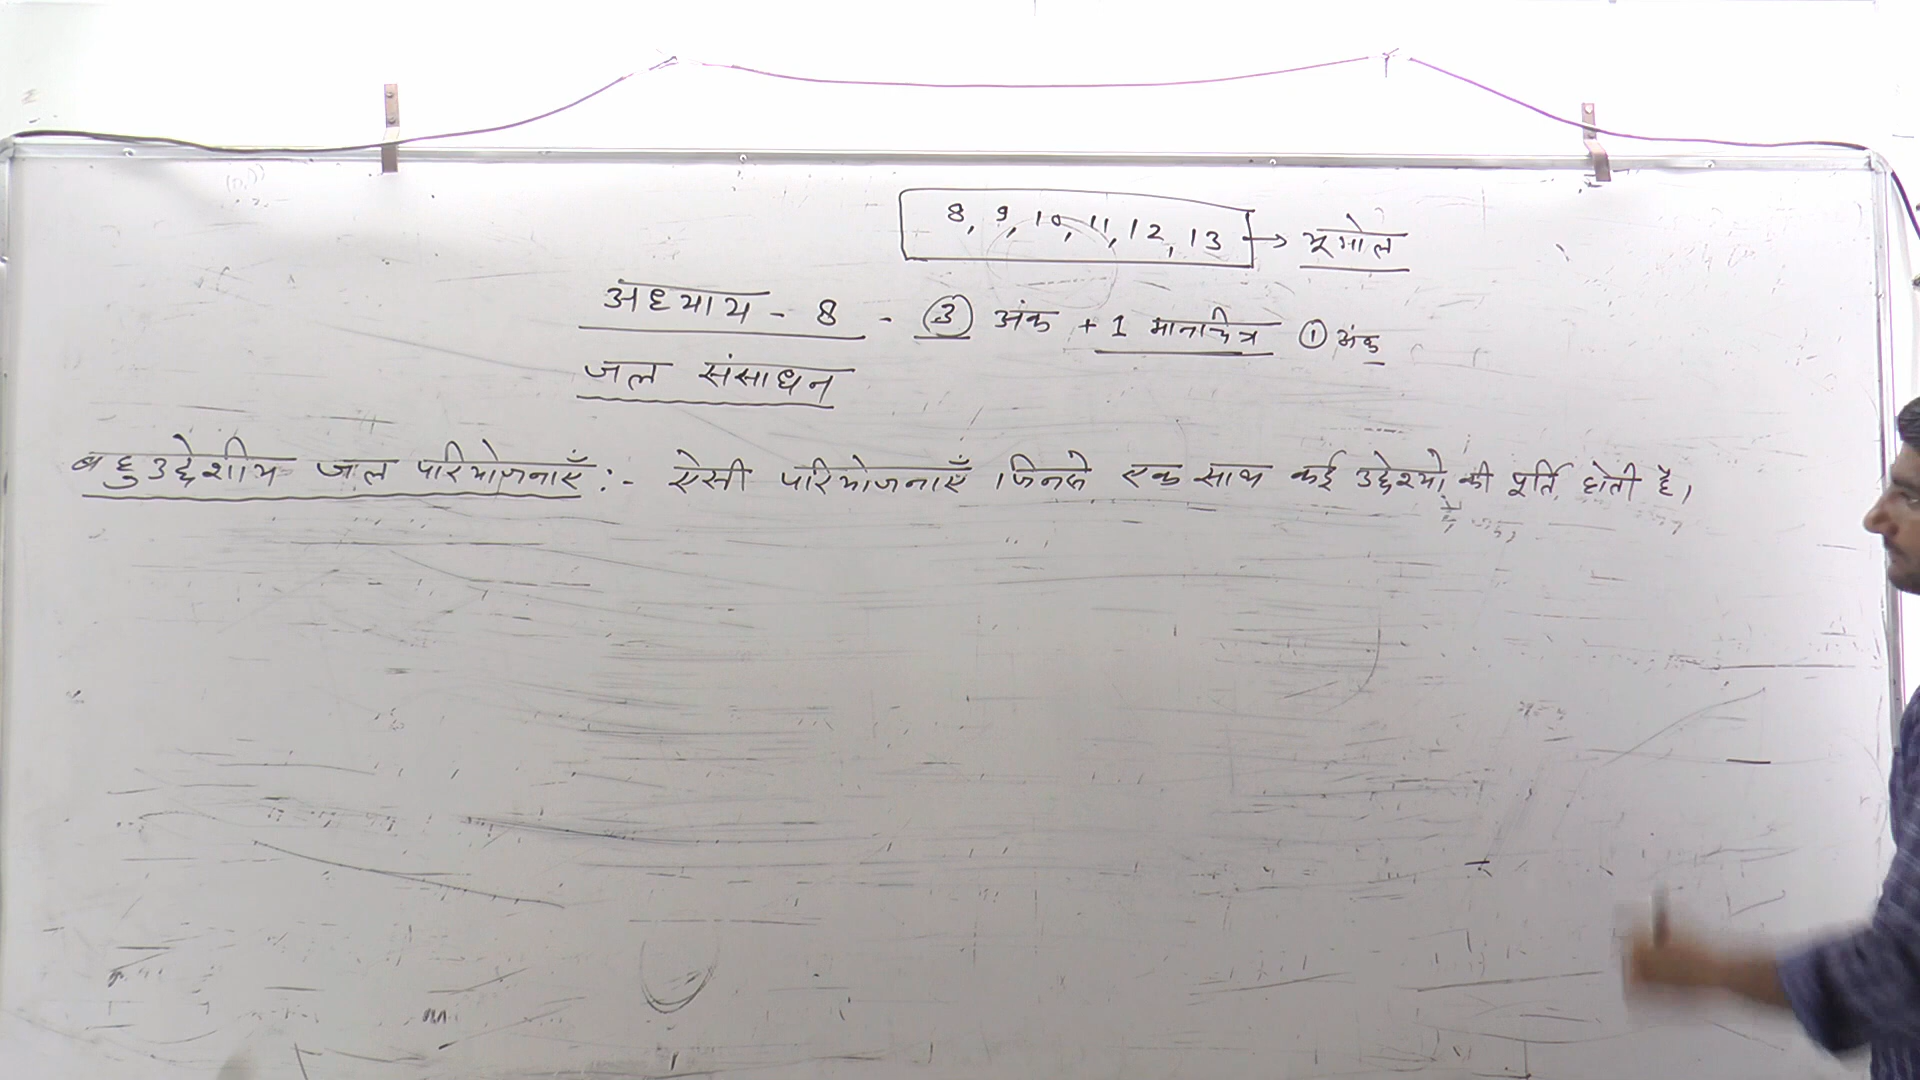 8, 9, 10, 11, 12, 13 → भूगोल
अध्याय - 8 - ③ अंक + 1 मानचित्र ① अंक
जल संसाधन
बहुउद्देशीय जल परियोजनाएँ :- ऐसी परियोजनाएँ जिनसे एक साथ कई उद्देश्यो की पूर्ति होती है।